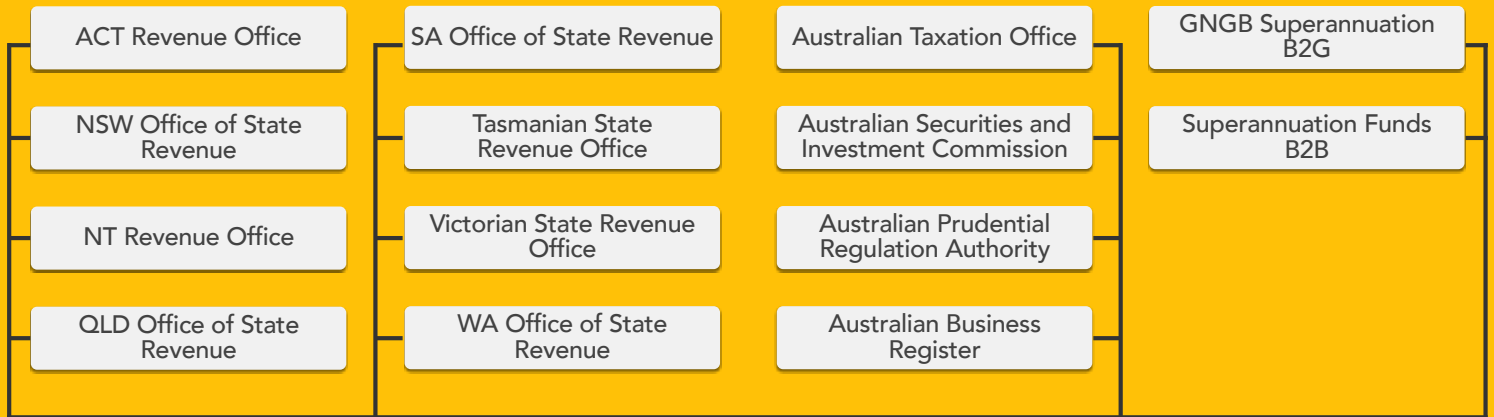 ACT Revenue Office
SA Office of State Revenue
Australian Taxation Office
GNGB Superannuation
B2G
NSW Office of State
Revenue
Tasmanian State
Revenue Office
Australian Securities and
Investment Commission
Superannuation Funds
B2B
NT Revenue Office
Victorian State Revenue
Office
Australian Prudential
Regulation Authority
QLD Office of State
Revenue
WA Office of State
Revenue
Australian Business
Register